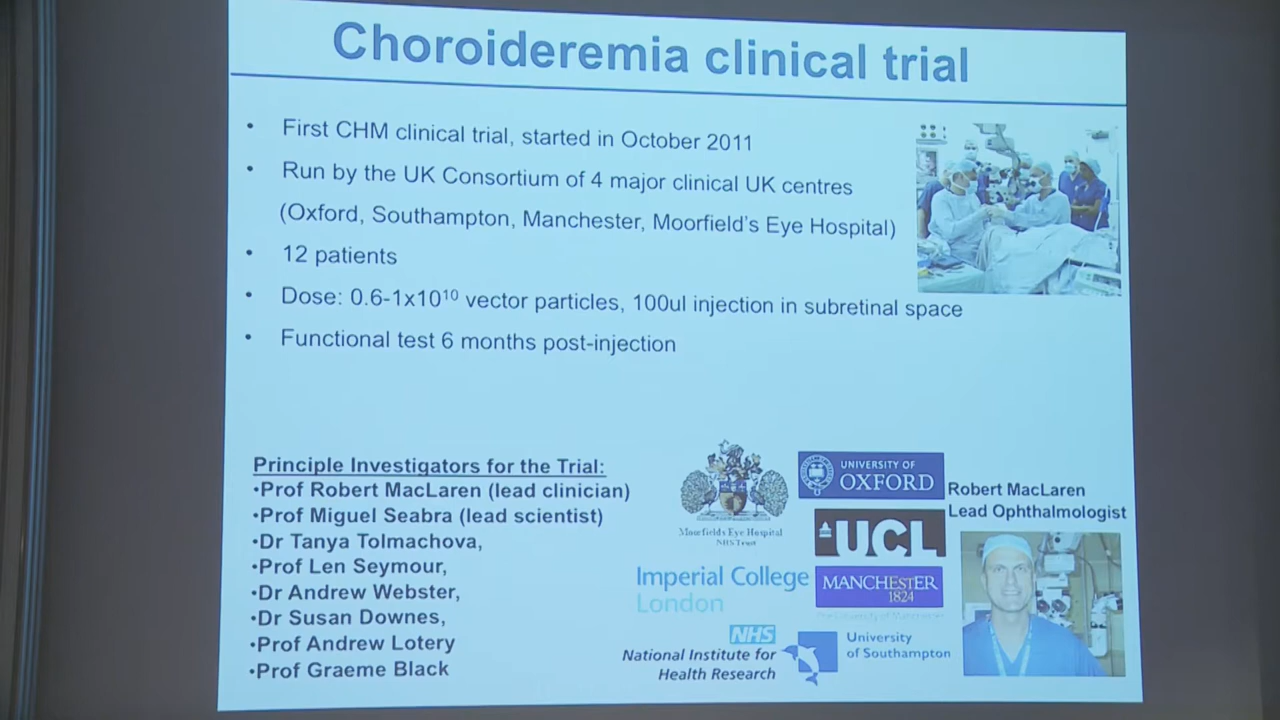 Choroideremia clinical trial
• First CHM clinical trial, started in October 2011
• Run by the UK Consortium of 4 major clinical UK centres
(Oxford, Southampton, Manchester, Moorfield's Eye Hospital)
• 12 patients
• Dose: 0.6-1x10¹⁰ vector particles, 100ul injection in subretinal space
• Functional test 6 months post-injection
Principle Investigators for the Trial:
•Prof Robert MacLaren (lead clinician)
•Prof Miguel Seabra (lead scientist)
•Dr Tanya Tolmachova,
•Prof Len Seymour,
•Dr Andrew Webster,
•Dr Susan Downes,
•Prof Andrew Lotery
•Prof Graeme Black
Moorfields Eye Hospital
NHS Trust
UNIVERSITY OF
OXFORD
UCL
Imperial College
London
MANCHESTER
1824
The University of Manchester
NHS
National Institute for
Health Research
University
of Southampton
Robert MacLaren
Lead Ophthalmologist